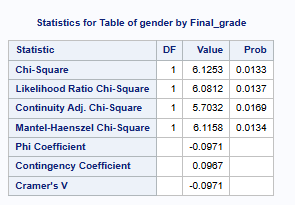 Statistics for Table of gender by Final_grade
Statistic DF Value Prob
Chi-Square 1 6.1253 0.0133
Likelihood Ratio Chi-Square 1 6.0812 0.0137
Continuity Adj. Chi-Square 1 5.7032 0.0169
Mantel-Haenszel Chi-Square 1 6.1158 0.0134
Phi Coefficient -0.0971
Contingency Coefficient 0.0967
Cramer's V -0.0971